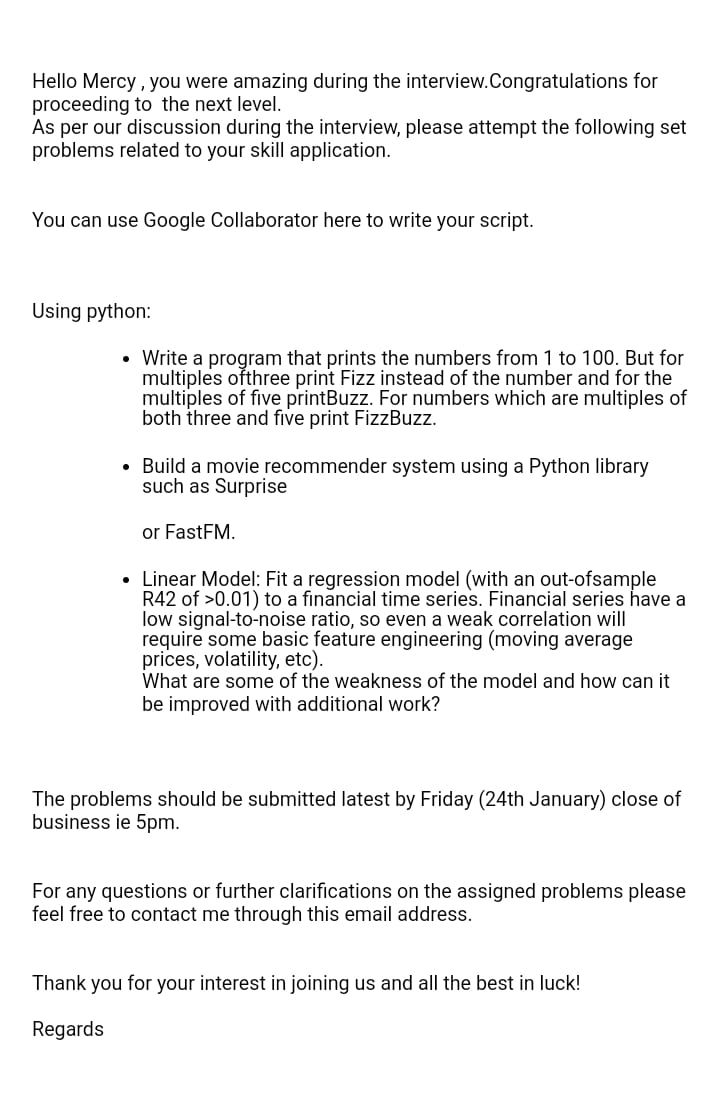 Hello Mercy , you were amazing during the interview.Congratulations for
proceeding to  the next level.
As per our discussion during the interview, please attempt the following set
problems related to your skill application.
You can use Google Collaborator here to write your script.
Using python:
• Write a program that prints the numbers from 1 to 100. But for
multiples ofthree print Fizz instead of the number and for the
multiples of five printBuzz. For numbers which are multiples of
both three and five print FizzBuzz.
• Build a movie recommender system using a Python library
such as Surprise
or FastFM.
• Linear Model: Fit a regression model (with an out-ofsample
R42 of >0.01) to a financial time series. Financial series have a
low signal-to-noise ratio, so even a weak correlation will
require some basic feature engineering (moving average
prices, volatility, etc).
What are some of the weakness of the model and how can it
be improved with additional work?
The problems should be submitted latest by Friday (24th January) close of
business ie 5pm.
For any questions or further clarifications on the assigned problems please
feel free to contact me through this email address.
Thank you for your interest in joining us and all the best in luck!
Regards